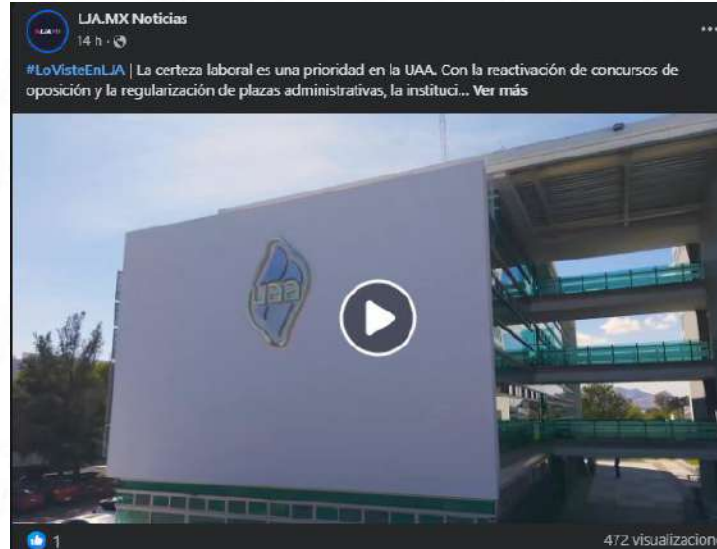 LJA.MX Noticias
14 h ·
#LoVisteEnLJA | La certeza laboral es una prioridad en la UAA. Con la reactivación de concursos de
oposición y la regularización de plazas administrativas, la instituci... Ver más
uaa
1
472 visualizacione